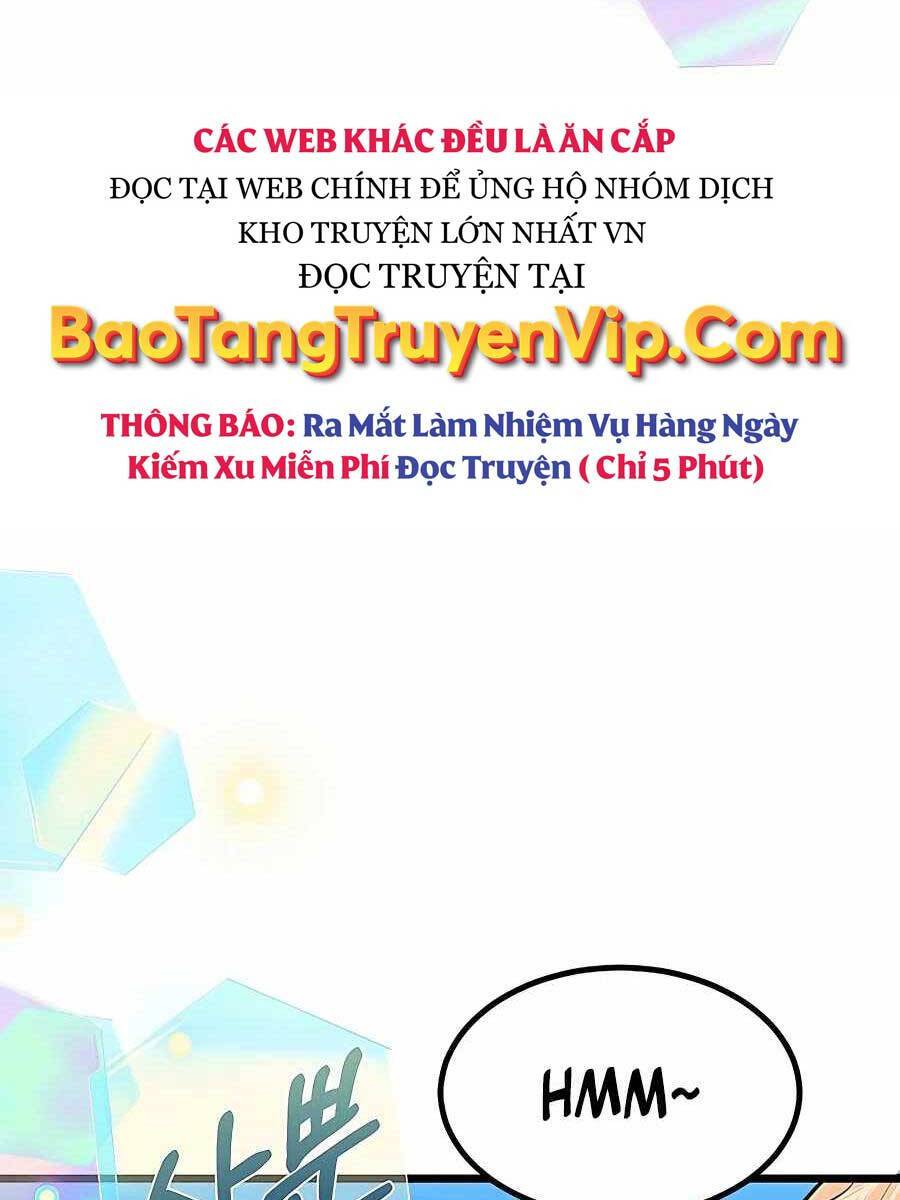 CÁC WEB KHÁC ĐỀU LÀ ĂN CẮP
ĐỌC TẠI WEB CHÍNH ĐỂ ỦNG HỘ NHÓM DỊCH
KHO TRUYỆN LỚN NHẤT VN
ĐỌC TRUYỆN TẠI
BaoTangTruyenVip.Com
THÔNG BÁO: Ra Mắt Làm Nhiệm Vụ Hàng Ngày
Kiếm Xu Miễn Phí Đọc Truyện ( Chỉ 5 Phút)
HMM~
사뿐